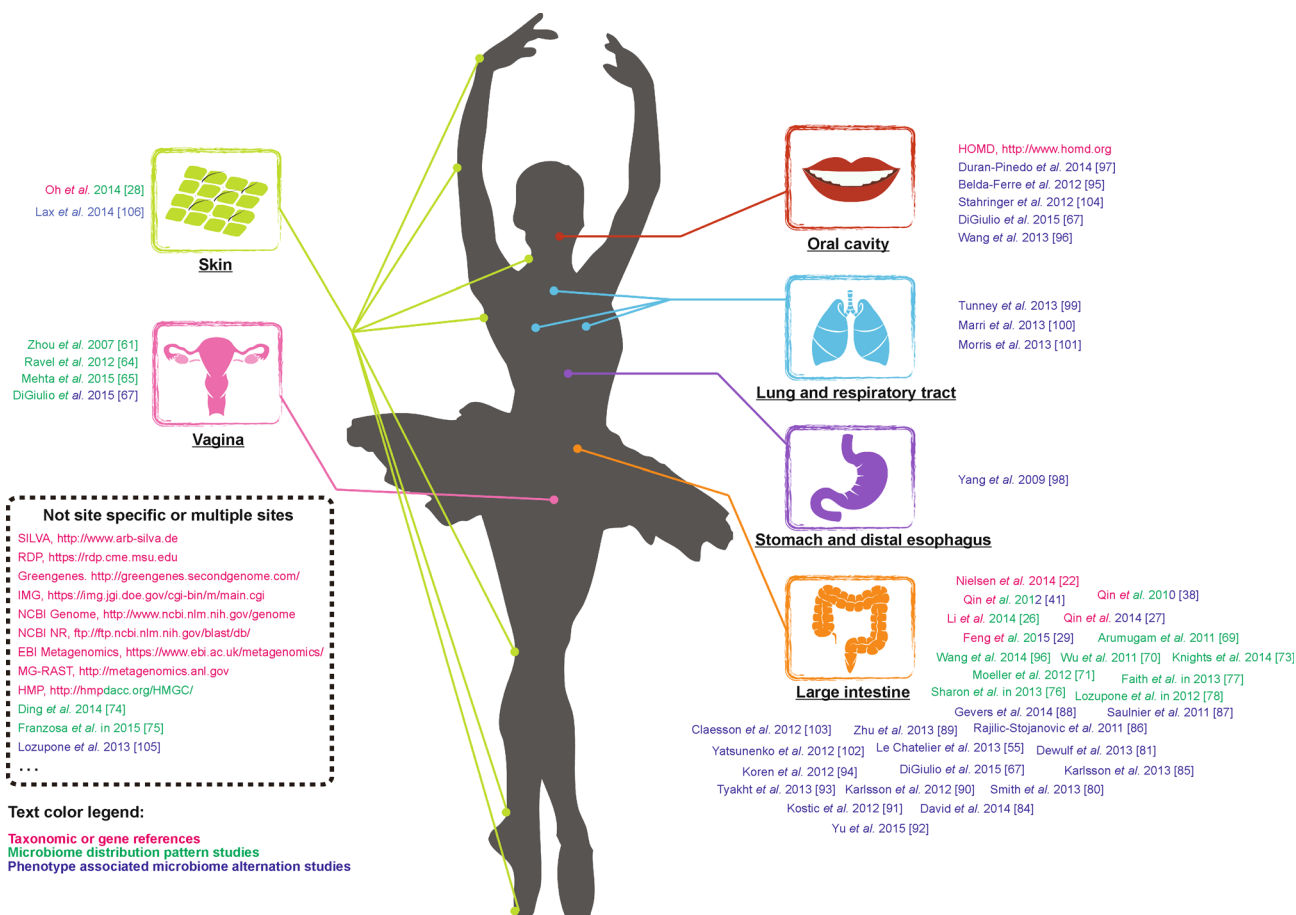 Oh et al. 2014 [28]
Lax et al. 2014 [106]
Skin
Zhou et al. 2007 [61]
Ravel et al. 2012 [64]
Mehta et al. 2015 [65]
DiGiulio et al. 2015 [67]
Vagina
Not site specific or multiple sites
SILVA, http://www.arb-silva.de
RDP, https://rdp.cme.msu.edu
Greengenes. http://greengenes.secondgenome.com/
IMG, https://img.jgi.doe.gov/cgi-bin/m/main.cgi
NCBI Genome, http://www.ncbi.nlm.nih.gov/genome
NCBI NR, ftp://ftp.ncbi.nlm.nih.gov/blast/db/
EBI Metagenomics, https://www.ebi.ac.uk/metagenomics/
MG-RAST, http://metagenomics.anl.gov
HMP, http://hmpdacc.org/HMGC/
Ding et al. 2014 [74]
Franzosa et al. in 2015 [75]
Lozupone et al. 2013 [105]
...
Text color legend:
Taxonomic or gene references
Microbiome distribution pattern studies
Phenotype associated microbiome alternation studies
HOMD, http://www.homd.org
Duran-Pinedo et al. 2014 [97]
Belda-Ferre et al. 2012 [95]
Stahringer et al. 2012 [104]
DiGiulio et al. 2015 [67]
Wang et al. 2013 [96]
Oral cavity
Tunney et al. 2013 [99]
Marri et al. 2013 [100]
Morris et al. 2013 [101]
Lung and respiratory tract
Yang et al. 2009 [98]
Stomach and distal esophagus
Nielsen et al. 2014 [22]
Qin et al. 2012 [41] Qin et al. 2010 [38]
Li et al. 2014 [26] Qin et al. 2014 [27]
Feng et al. 2015 [29] Arumugam et al. 2011 [69]
Wang et al. 2014 [96] Wu et al. 2011 [70] Knights et al. 2014 [73]
Moeller et al. 2012 [71] Faith et al. in 2013 [77]
Large intestine
Sharon et al. in 2013 [76] Lozupone et al. in 2012 [78]
Gevers et al. 2014 [88] Saulnier et al. 2011 [87]
Claesson et al. 2012 [103] Zhu et al. 2013 [89] Rajilic-Stojanovic et al. 2011 [86]
Yatsunenko et al. 2012 [102] Le Chatelier et al. 2013 [55] Dewulf et al. 2013 [81]
Koren et al. 2012 [94] DiGiulio et al. 2015 [67] Karlsson et al. 2013 [85]
Tyakht et al. 2013 [93] Karlsson et al. 2012 [90] Smith et al. 2013 [80]
Kostic et al. 2012 [91] David et al. 2014 [84]
Yu et al. 2015 [92]